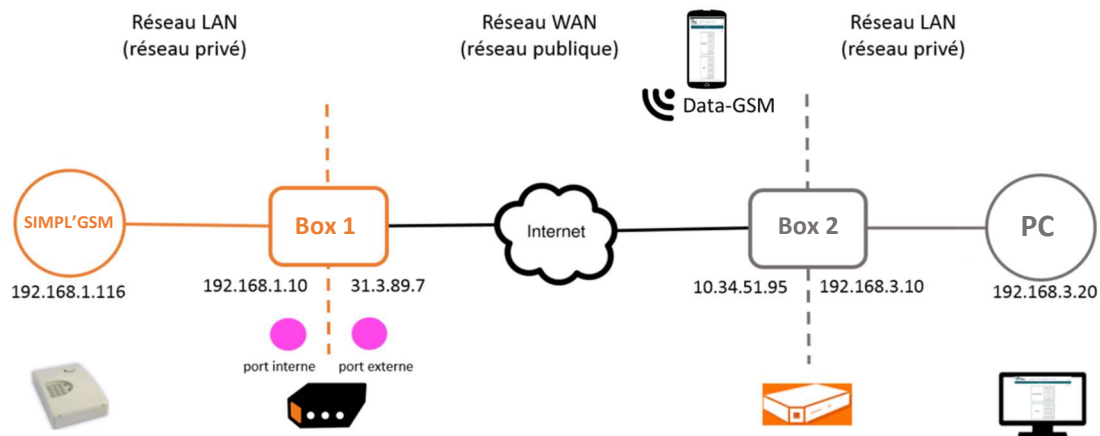 Réseau LAN
(réseau privé)
Réseau WAN
(réseau publique)
Réseau LAN
(réseau privé)
Data-GSM
SIMPL'GSM
Box 1
Internet
Box 2
PC
192.168.1.116
192.168.1.10
31.3.89.7
10.34.51.95
192.168.3.10
192.168.3.20
port interne
port externe